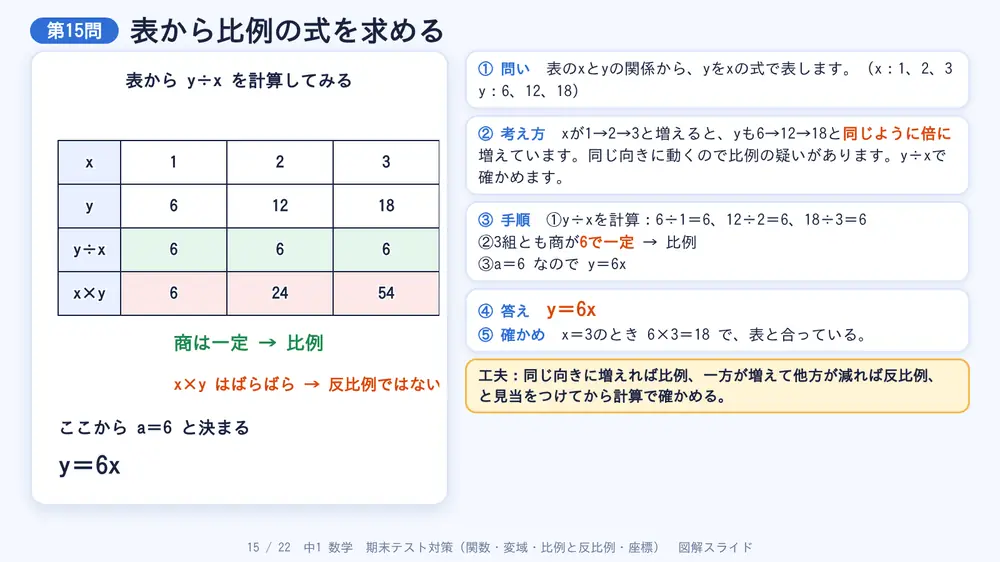 第15問 表から比例の式を求める
表から y÷x を計算してみる
x 1 2 3
y 6 12 18
y÷x 6 6 6
x×y 6 24 54
商は一定 → 比例
x×y はばらばら → 反比例ではない
ここから a＝6 と決まる
y＝6x
① 問い 表のxとyの関係から、yをxの式で表します。（x：1、2、3
y：6、12、18）
② 考え方 xが1→2→3と増えると、yも6→12→18と同じように倍に
増えています。同じ向きに動くので比例の疑いがあります。y÷xで
確かめます。
③ 手順 ①y÷xを計算：6÷1＝6、12÷2＝6、18÷3＝6
②3組とも商が6で一定 → 比例
③a＝6 なので y＝6x
④ 答え y＝6x
⑤ 確かめ x＝3のとき 6×3＝18 で、表と合っている。
工夫：同じ向きに増えれば比例、一方が増えて他方が減れば反比例、
と見当をつけてから計算で確かめる。
15 / 22 中1 数学 期末テスト対策（関数・変域・比例と反比例・座標） 図解スライド